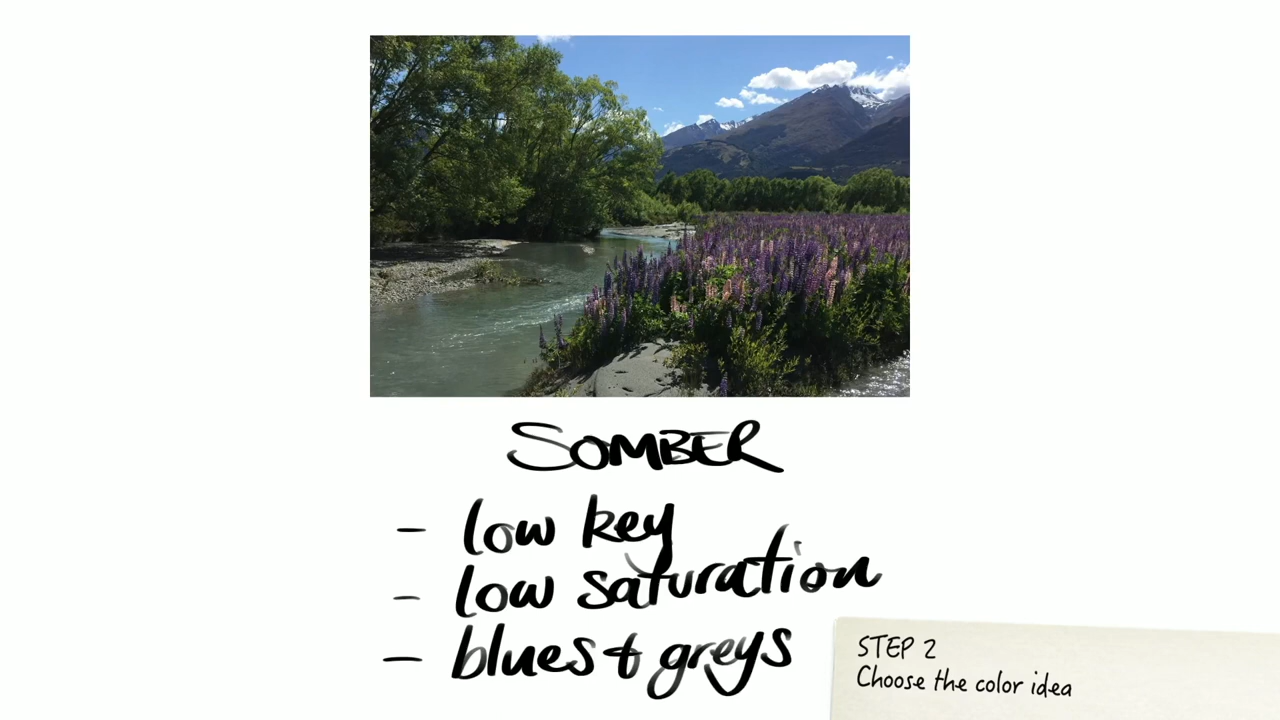 SOMBER
- low key
- low saturation
- blues & greys
STEP 2
Choose the color idea